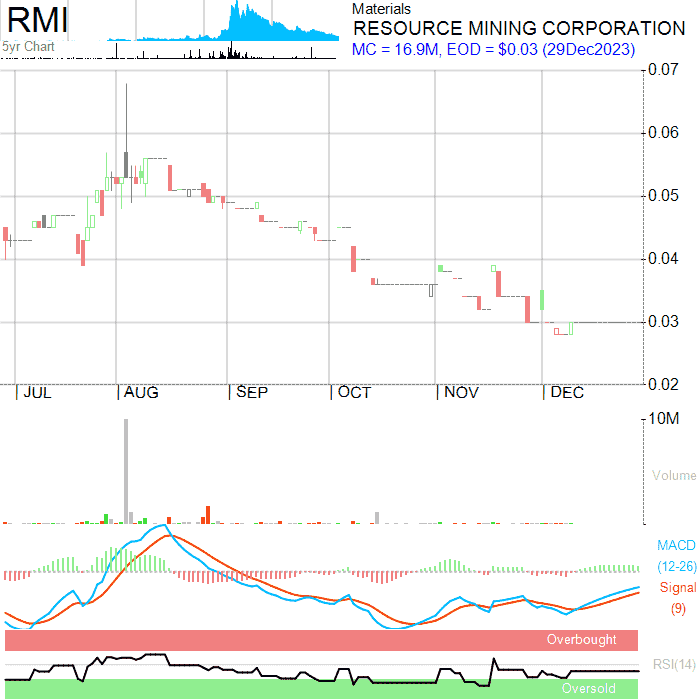 RMI
5yr Chart
Materials
RESOURCE MINING CORPORATION
MC = 16.9M, EOD = $0.03 (29Dec2023)
0.07
0.06
0.05
0.04
0.03
0.02
JUL AUG SEP OCT NOV DEC
10M
Volume
MACD
(12-26)
Signal
(9)
Overbought
RSI(14)
Oversold